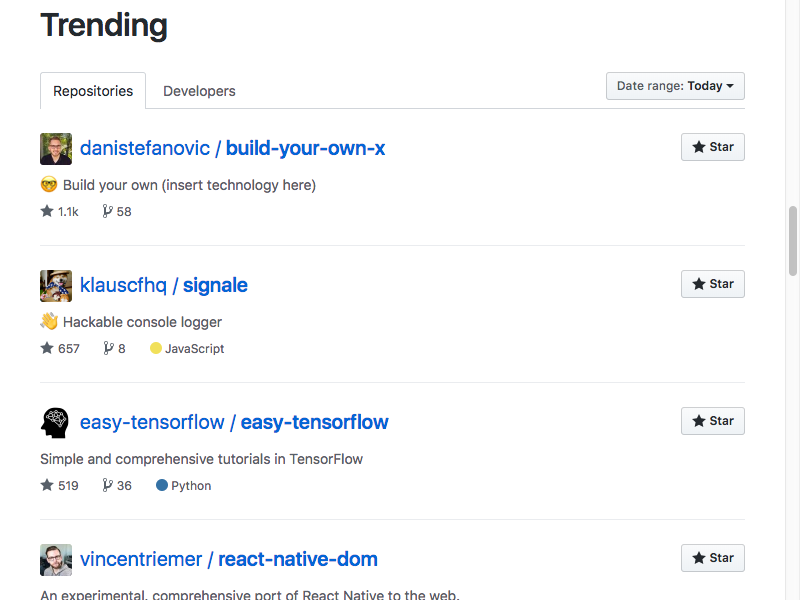 Trending
Repositories Developers Date range: Today
danistefanovic / build-your-own-x Star
🤓 Build your own (insert technology here)
1.1k 58
klauscfhq / signale Star
👋 Hackable console logger
657 8 JavaScript
easy-tensorflow / easy-tensorflow Star
Simple and comprehensive tutorials in TensorFlow
519 36 Python
vincentriemer / react-native-dom Star
An experimental, comprehensive port of React Native to the web.